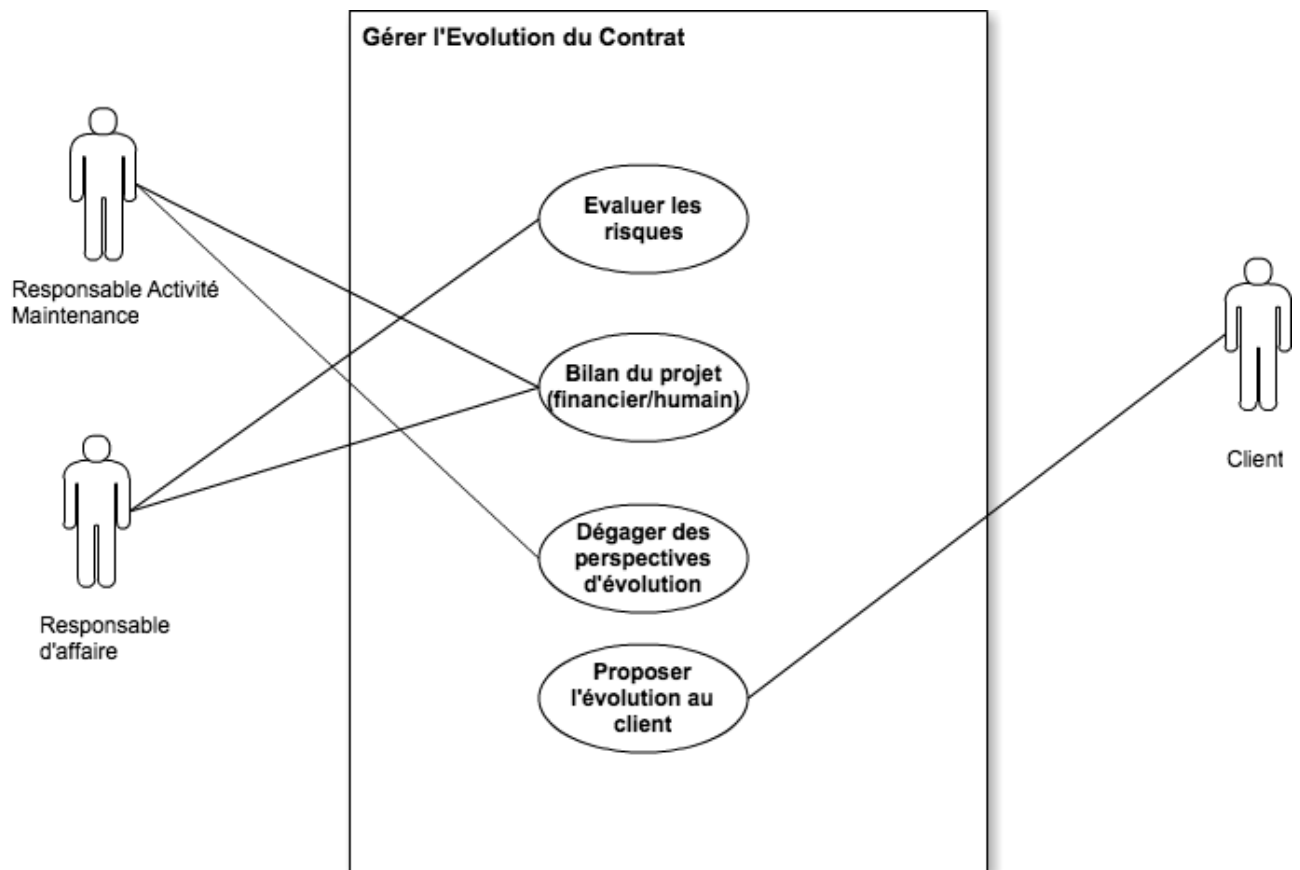 Gérer l'Evolution du Contrat
Evaluer les
risques
Responsable Activité
Maintenance
Bilan du projet
(financier/humain)
Client
Dégager des
perspectives
d'évolution
Responsable
d'affaire
Proposer
l'évolution au
client